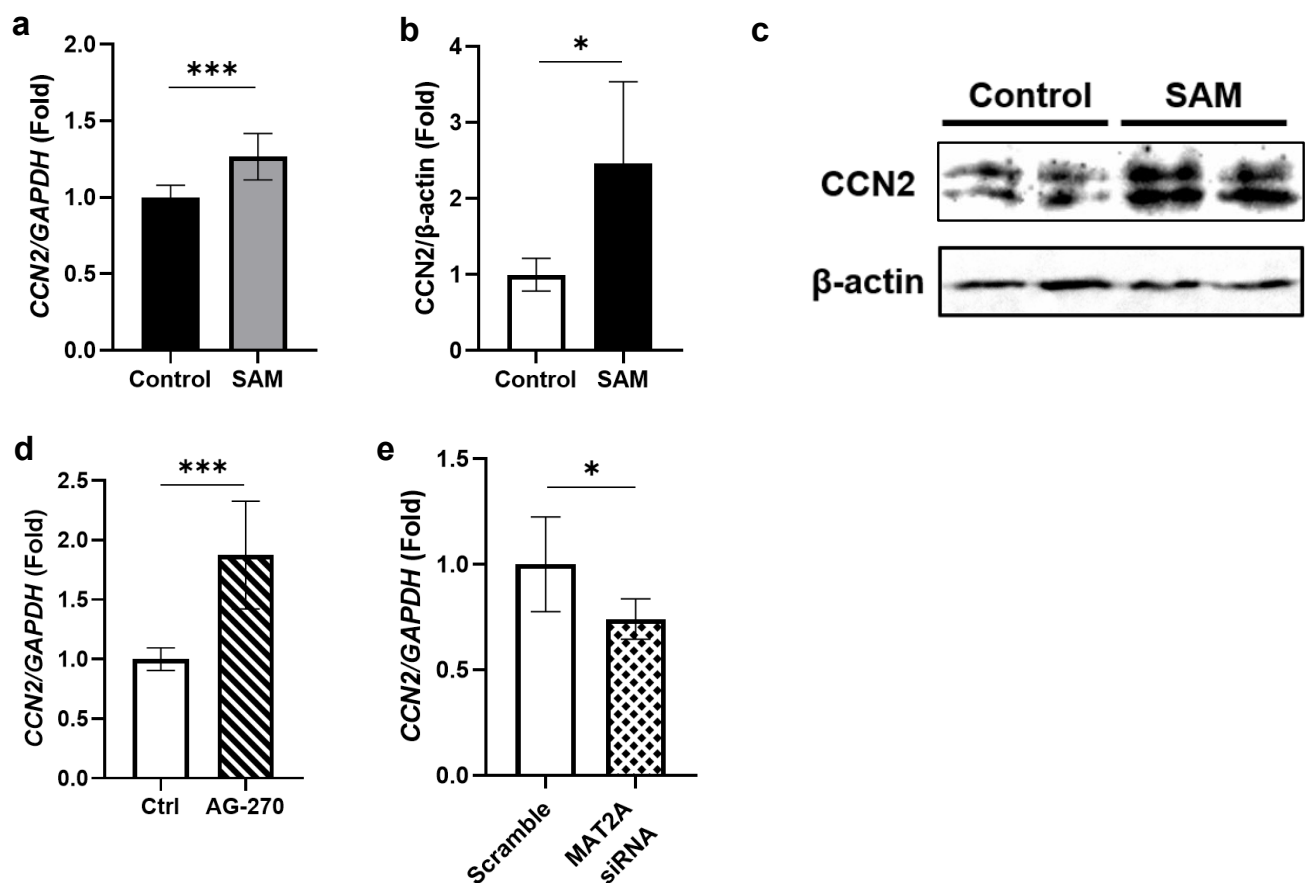 a
CCN2/GAPDH (Fold)
2.0
1.5
1.0
0.5
0.0
***
Control SAM
b
CCN2/β-actin (Fold)
4
3
2
1
0
*
Control SAM
c
Control SAM
CCN2
β-actin
d
CCN2/GAPDH (Fold)
2.5
2.0
1.5
1.0
0.5
0.0
***
Ctrl AG-270
e
CCN2/GAPDH (Fold)
1.5
1.0
0.5
0.0
*
Scramble
MAT2A
siRNA